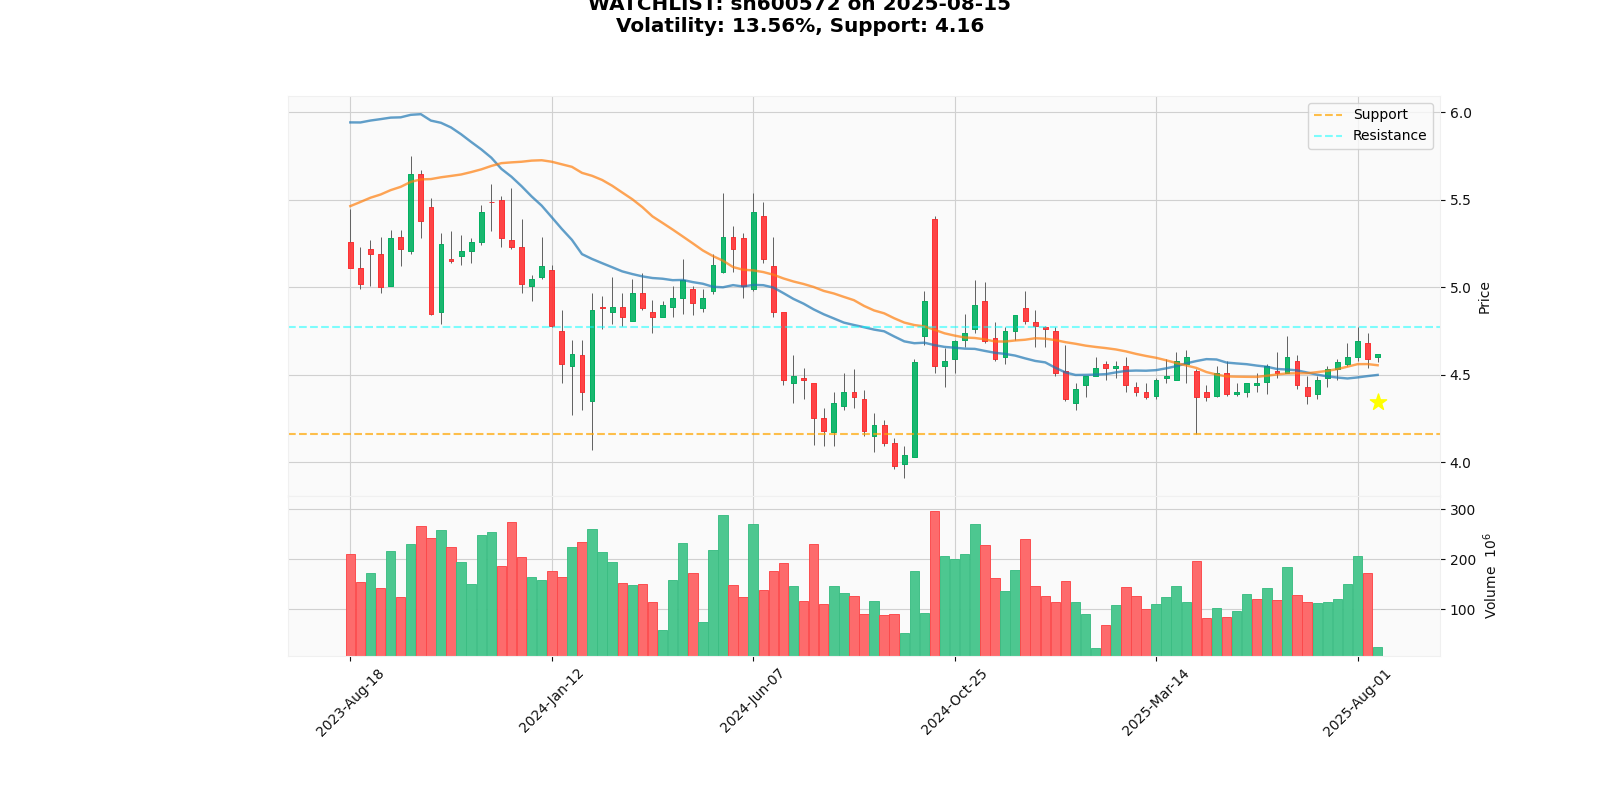 WATCHLIST: sh600572 on 2025-08-15
Volatility: 13.56%, Support: 4.16
Support
Resistance
6.0
5.5
5.0
4.5
4.0
Price
300
200
100
Volume 10⁶
2023-Aug-18
2024-Jan-12
2024-Jun-07
2024-Oct-25
2025-Mar-14
2025-Aug-01